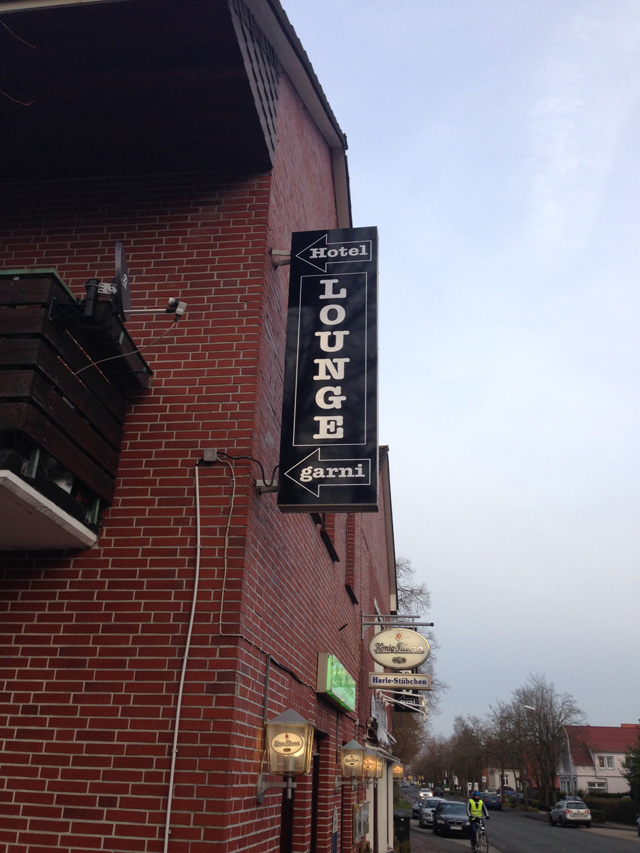 Hotel
LOUNGE
garni
König-Pilsener
Harle-Stübchen